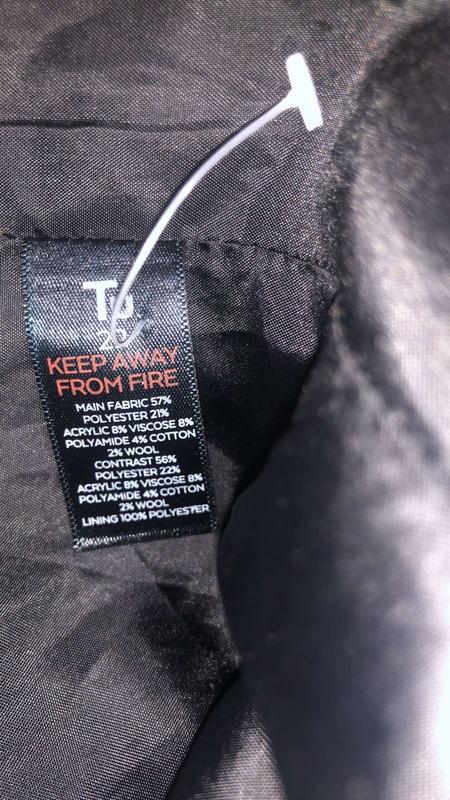 KEEP AWAY
FROM FIRE
MAIN FABRIC 57%
POLYESTER 21%
ACRYLIC 8% VISCOSE 8%
POLYAMIDE 4% COTTON
2% WOOL
CONTRAST 56%
POLYESTER 22%
ACRYLIC 8% VISCOSE 8%
POLYAMIDE 4% COTTON
2% WOOL
LINING 100% POLYESTER